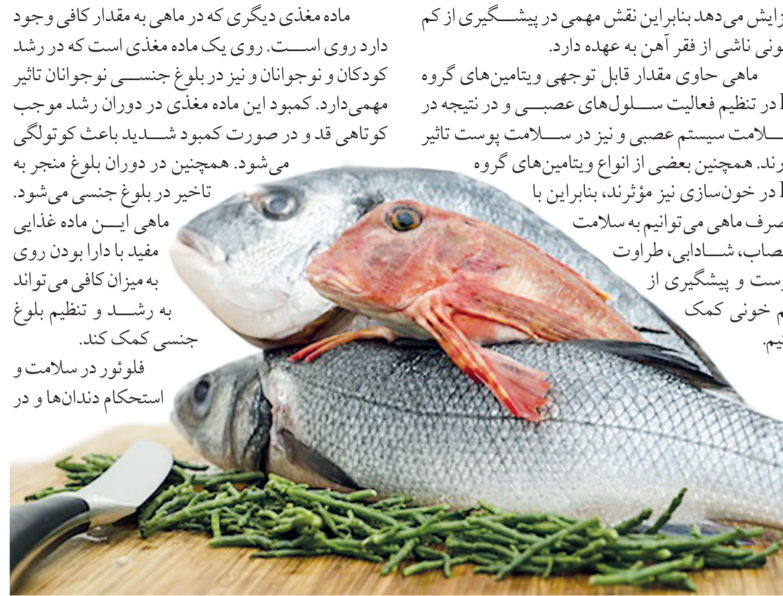 زایش می‌دهد بنابراین نقش مهمی در پیشگیری از کم
ونی ناشی از فقر آهن به عهده دارد.
ماهی حاوی مقدار قابل توجهی ویتامین‌های گروه
در تنظیم فعالیت سلول‌های عصبی و در نتیجه در
سلامت سیستم عصبی و نیز در سلامت پوست تاثیر
رند. همچنین بعضی از انواع ویتامین‌های گروه
در خون‌سازی نیز مؤثرند، بنابراین با
صرف ماهی می‌توانیم به سلامت
صاب، شادابی، طراوت
وست و پیشگیری از
م خونی کمک
یم.
ماده مغذی دیگری که در ماهی به مقدار کافی وجود
دارد روی است. روی یک ماده مغذی است که در رشد
کودکان و نوجوانان و نیز در بلوغ جنسی نوجوانان تاثیر
مهمی‌دارد. کمبود این ماده مغذی در دوران رشد موجب
کوتاهی قد و در صورت کمبود شدید باعث کوتولگی
می‌شود. همچنین در دوران بلوغ منجر به
تاخیر در بلوغ جنسی می‌شود.
ماهی این ماده غذایی
مفید با دارا بودن روی
به میزان کافی می‌تواند
به رشد و تنظیم بلوغ
جنسی کمک کند.
فلوئور در سلامت و
استحکام دندان‌ها و در